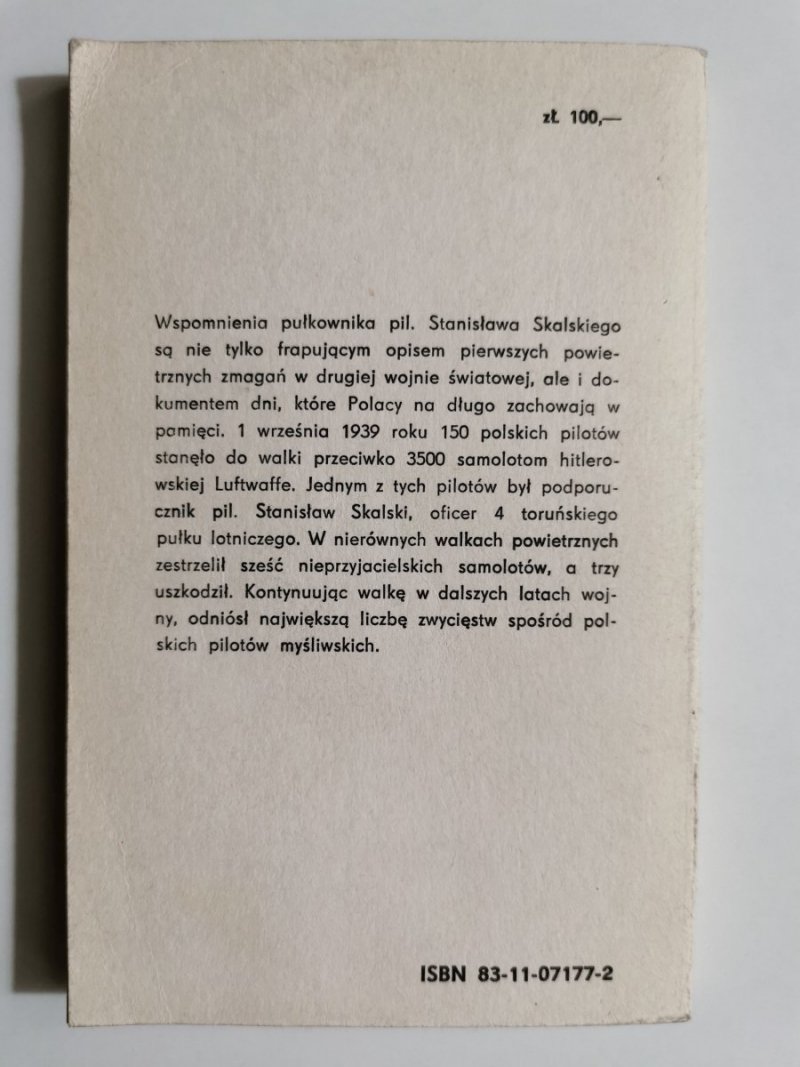 zł 100,—
Wspomnienia pułkownika pil. Stanisława Skalskiego
są nie tylko frapującym opisem pierwszych powie-
trznych zmagań w drugiej wojnie światowej, ale i do-
kumentem dni, które Polacy na długo zachowają w
pamięci. 1 września 1939 roku 150 polskich pilotów
stanęło do walki przeciwko 3500 samolotom hitlero-
wskiej Luftwaffe. Jednym z tych pilotów był podporu-
cznik pil. Stanisław Skalski, oficer 4 toruńskiego
pułku lotniczego. W nierównych walkach powietrznych
zestrzelił sześć nieprzyjacielskich samolotów, a trzy
uszkodził. Kontynuując walkę w dalszych latach woj-
ny, odniósł największą liczbę zwycięstw spośród pol-
skich pilotów myśliwskich.
ISBN 83-11-07177-2